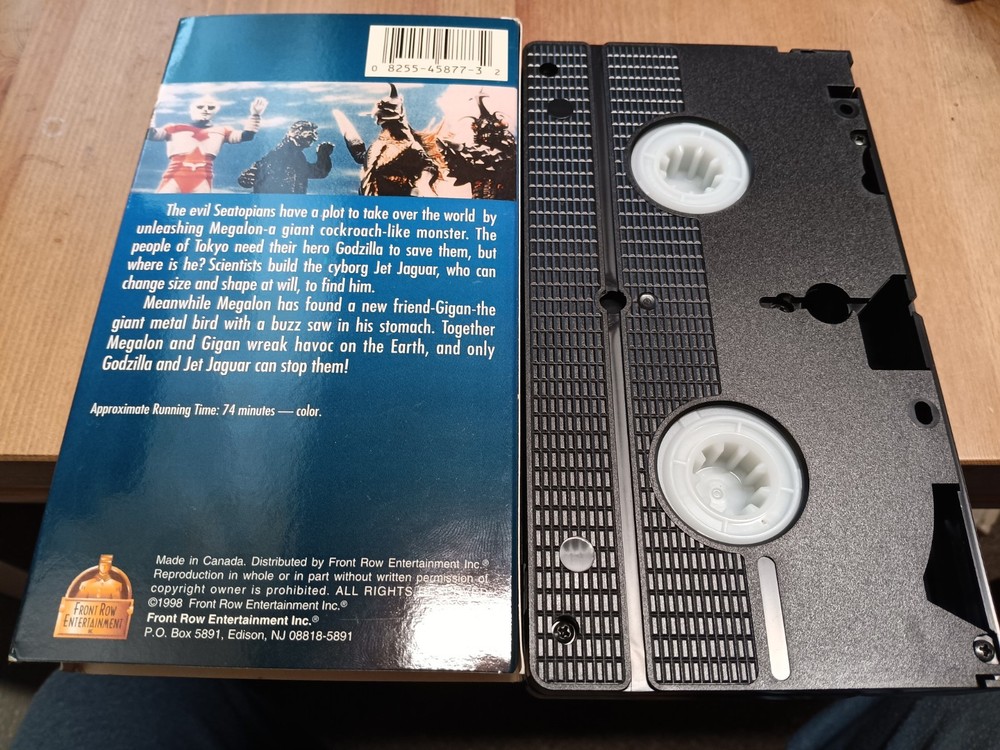 0 8255-45877-3 2
The evil Seatopians have a plot to take over the world by
unleashing Megalon-a giant cockroach-like monster. The
people of Tokyo need their hero Godzilla to save them, but
where is he? Scientists build the cyborg Jet Jaguar, who can
change size and shape at will, to find him.
Meanwhile Megalon has found a new friend-Gigan-the
giant metal bird with a buzz saw in his stomach. Together
Megalon and Gigan wreak havoc on the Earth, and only
Godzilla and Jet Jaguar can stop them!
Approximate Running Time: 74 minutes — color.
Made in Canada. Distributed by Front Row Entertainment Inc.®
Reproduction in whole or in part without written permission of
copyright owner is prohibited. ALL RIGHTS
©1998 Front Row Entertainment Inc.®
Front Row Entertainment Inc.®
P.O. Box 5891, Edison, NJ 08818-5891
FRONT ROW
ENTERTAINMENT
INC.